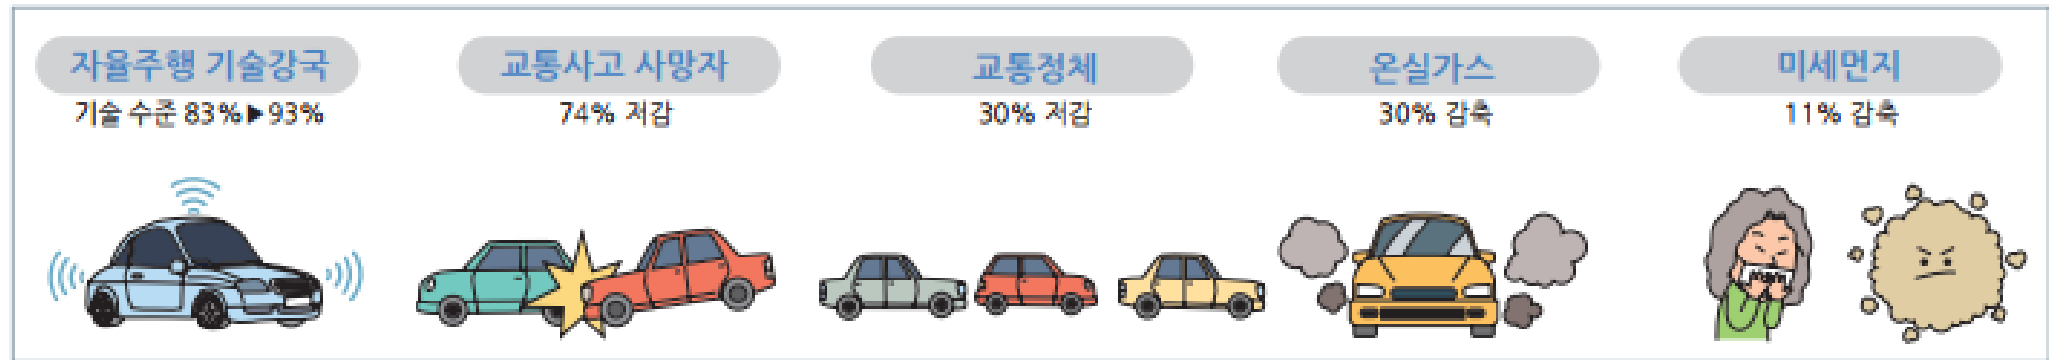 자율주행 기술강국
기술 수준 83%▶93%
교통사고 사망자
74% 저감
교통정체
30% 저감
온실가스
30% 감축
미세먼지
11% 감축